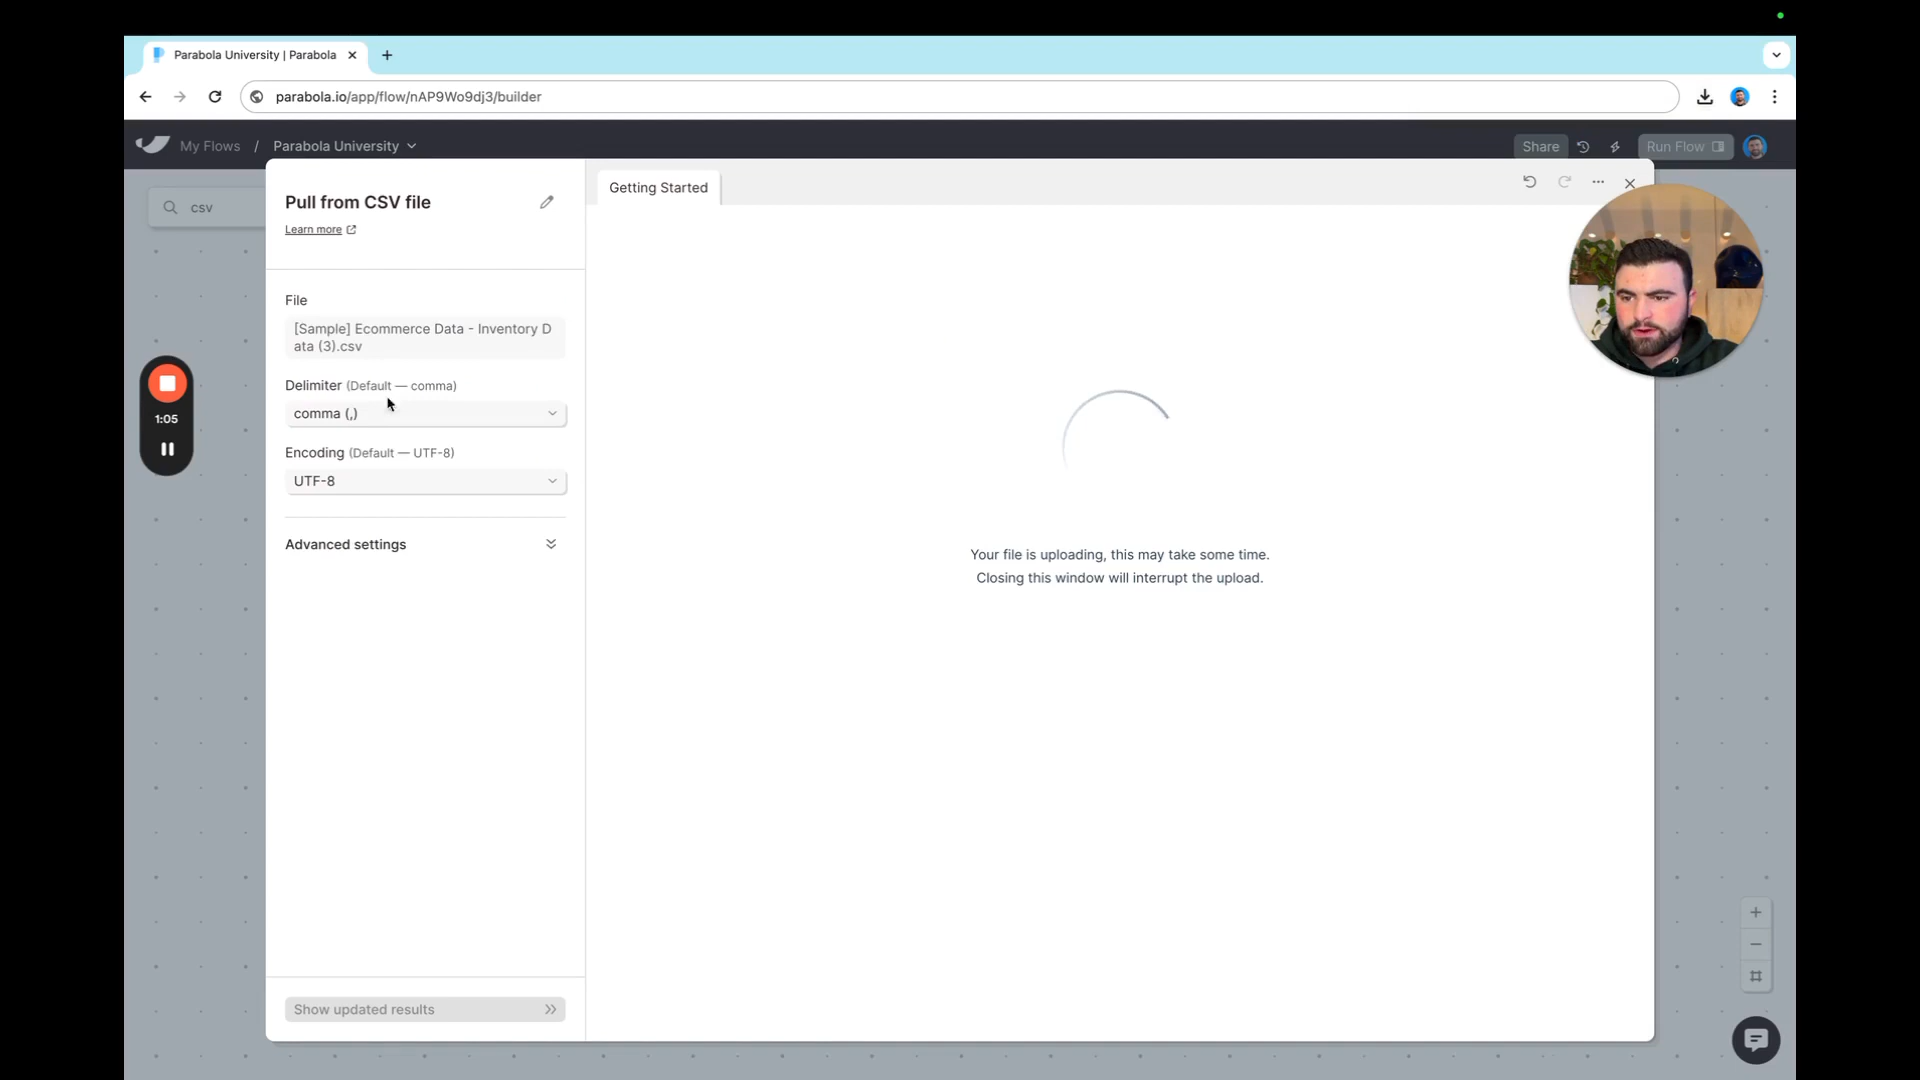 Parabola University | Parabola
parabola.io/app/flow/nAP9Wo9dj3/builder
My Flows / Parabola University
Share
Run Flow
csv
Pull from CSV file
Learn more
Getting Started
File
[Sample] Ecommerce Data - Inventory D
ata (3).csv
Delimiter (Default — comma)
comma (,)
1:05
Encoding (Default — UTF-8)
UTF-8
Advanced settings
Your file is uploading, this may take some time.
Closing this window will interrupt the upload.
Show updated results